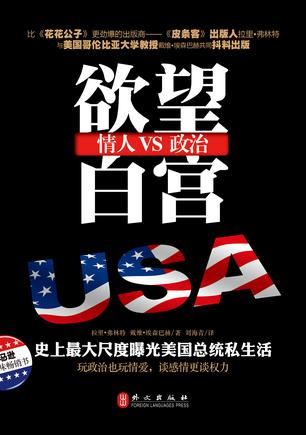 比《花花公子》更劲爆的出版商——《皮条客》出版人拉里·弗林特
与美国哥伦比亚大学教授戴维·埃森巴赫共同抖料出版
欲望
情人 VS 政治
白宫
USA
拉里·弗林特 戴维·埃森巴赫/著 刘海青/译
史上最大尺度曝光美国总统私生活
玩政治也玩情爱，谈感情更谈权力
外文出版社
FOREIGN LANGUAGES PRESS